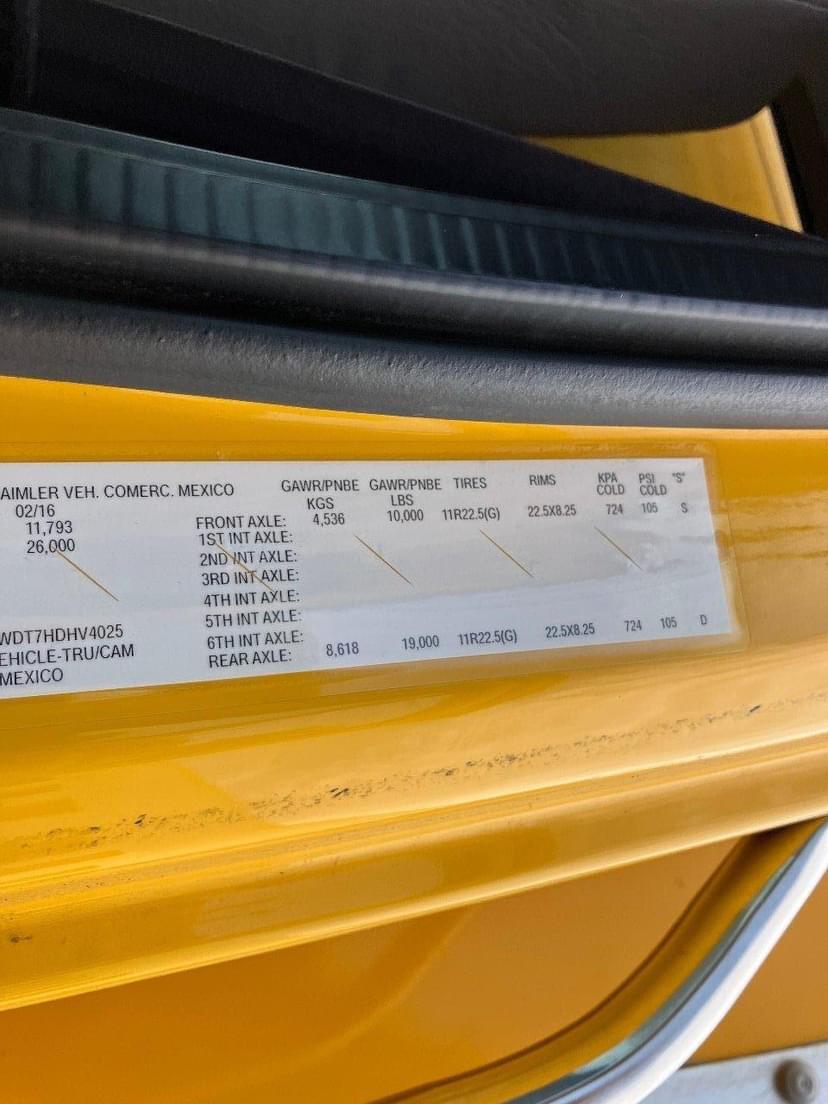 AIMLER VEH. COMERC. MEXICO
02/16
11,793
26,000
WDT7HDHV4025
EHICLE-TRU/CAM
MEXICO
GAWR/PNBE GAWR/PNBE TIRES RIMS KPA PSI "S"
KGS LBS COLD COLD
FRONT AXLE: 4,536 10,000 11R22.5(G) 22.5X8.25 724 105 S
1ST INT AXLE:
2ND INT AXLE:
3RD INT AXLE:
4TH INT AXLE:
5TH INT AXLE:
6TH INT AXLE:
REAR AXLE: 8,618 19,000 11R22.5(G) 22.5X8.25 724 105 D